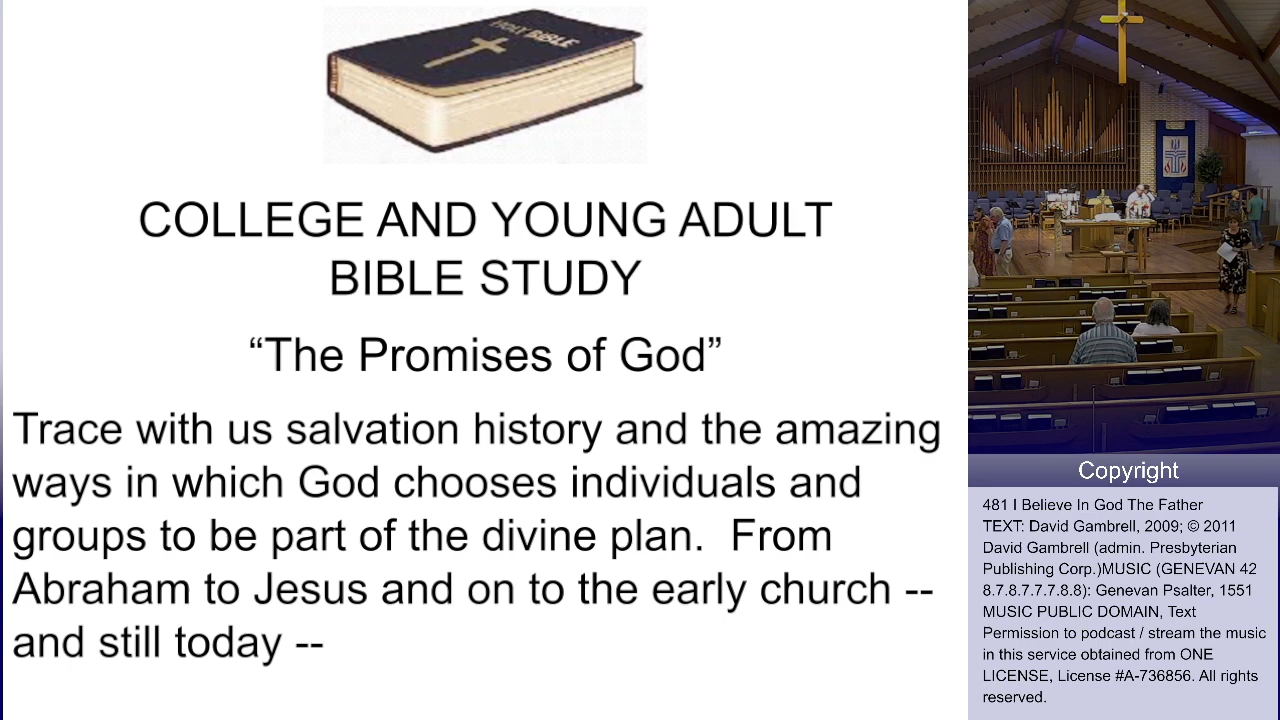 HOLY BIBLE
COLLEGE AND YOUNG ADULT
BIBLE STUDY
“The Promises of God”
Trace with us salvation history and the amazing
ways in which God chooses individuals and
groups to be part of the divine plan.  From
Abraham to Jesus and on to the early church --
and still today --
Copyright
481 I Believe In God The Father
TEXT: David Gambrell, 2009; © 2011
David Gambrell (admin. Presbyterian
Publishing Corp.)MUSIC (GENEVAN 42
8.7.8.7.7.7.8.8): Genevan Psalter, 1551
MUSIC PUBLIC DOMAIN, Text
Permission to podcast / stream the music
in this service obtained from ONE
LICENSE, License #A-736856. All rights
reserved.